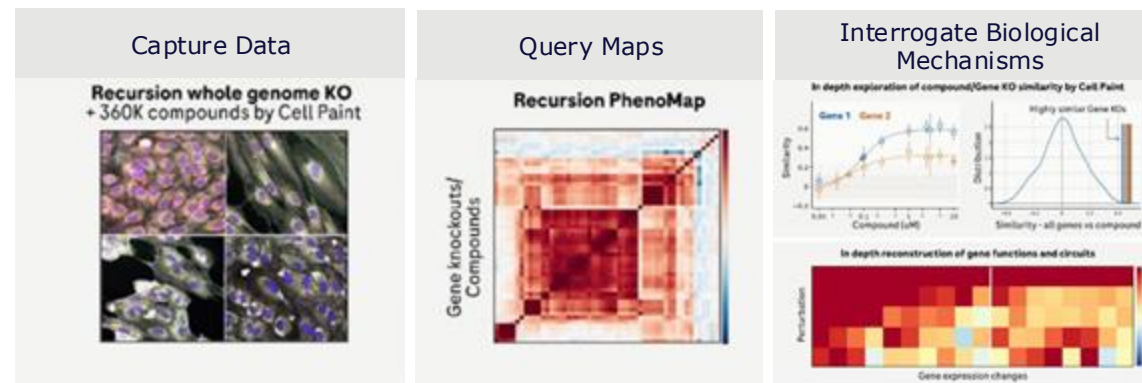 Capture Data
Recursion whole genome KO
+ 360K compounds by Cell Paint
Query Maps
Recursion PhenoMap
Gene knockouts/
Compounds
Interrogate Biological
Mechanisms
In depth exploration of compound/Gene KO similarity by Cell Paint
Gene 1 Gene 2
Similarity
Compound (uM)
Highly similar Gene KOs
Distribution
Similarity - all genes vs compound
In depth reconstruction of gene functions and circuits
Perturbation
Gene expression changes